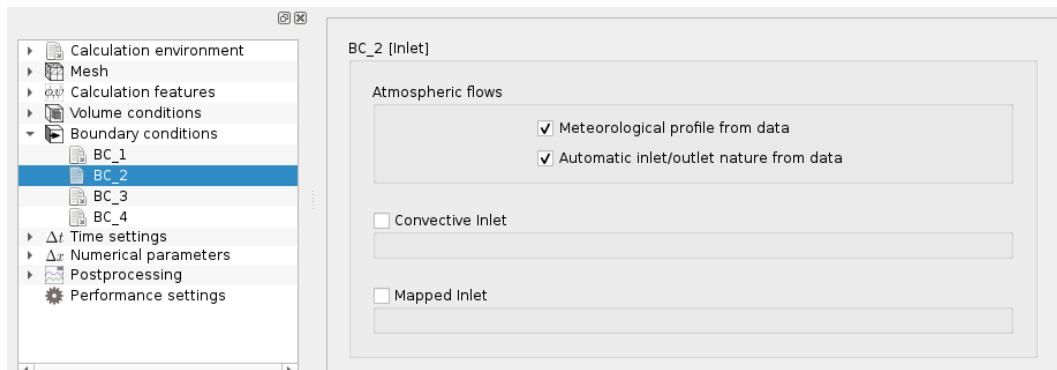 Calculation environment
Mesh
Calculation features
Volume conditions
Boundary conditions
BC_1
BC_2
BC_3
BC_4
Δt Time settings
Δx Numerical parameters
Postprocessing
Performance settings
BC_2 [Inlet]
Atmospheric flows
Meteorological profile from data
Automatic inlet/outlet nature from data
Convective Inlet
Mapped Inlet